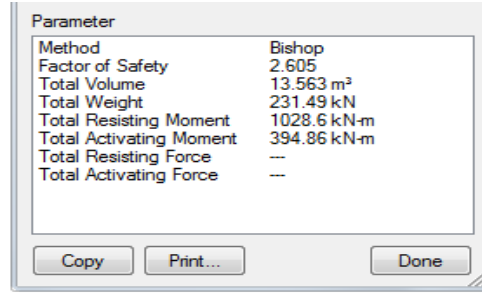 Parameter
Method Bishop
Factor of Safety 2.605
Total Volume 13.563 m³
Total Weight 231.49 kN
Total Resisting Moment 1028.6 kN-m
Total Activating Moment 394.86 kN-m
Total Resisting Force ---
Total Activating Force ---
Copy Print... Done